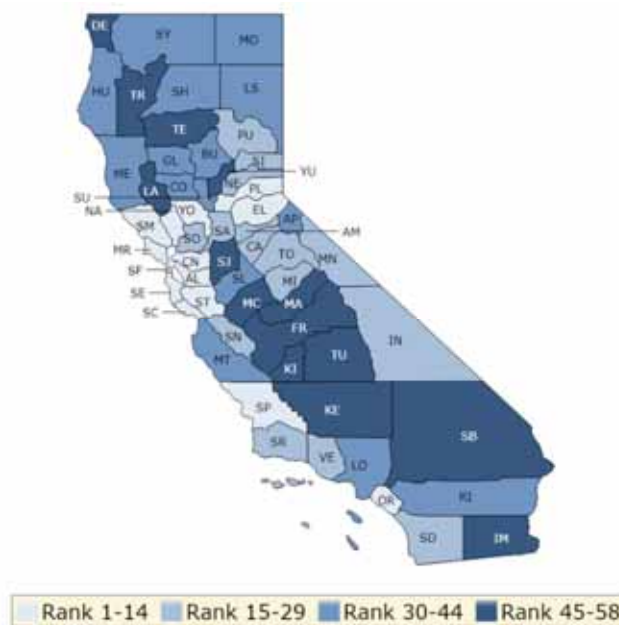 DE
SY
MO
HU
TR
SH
LS
TE
PU
ME
GL
BU
SI
YU
LA
CO
NE
PL
SU
NA
YO
EL
AP
SM
SO
SA
AM
MR
CN
SJ
CA
TO
MN
SF
AL
SL
MI
SE
ST
MC
MA
SC
FR
SN
IN
MT
KI
TU
SP
KE
SB
SR
VE
LO
OR
RI
SD
IM
Rank 1-14 Rank 15-29 Rank 30-44 Rank 45-58